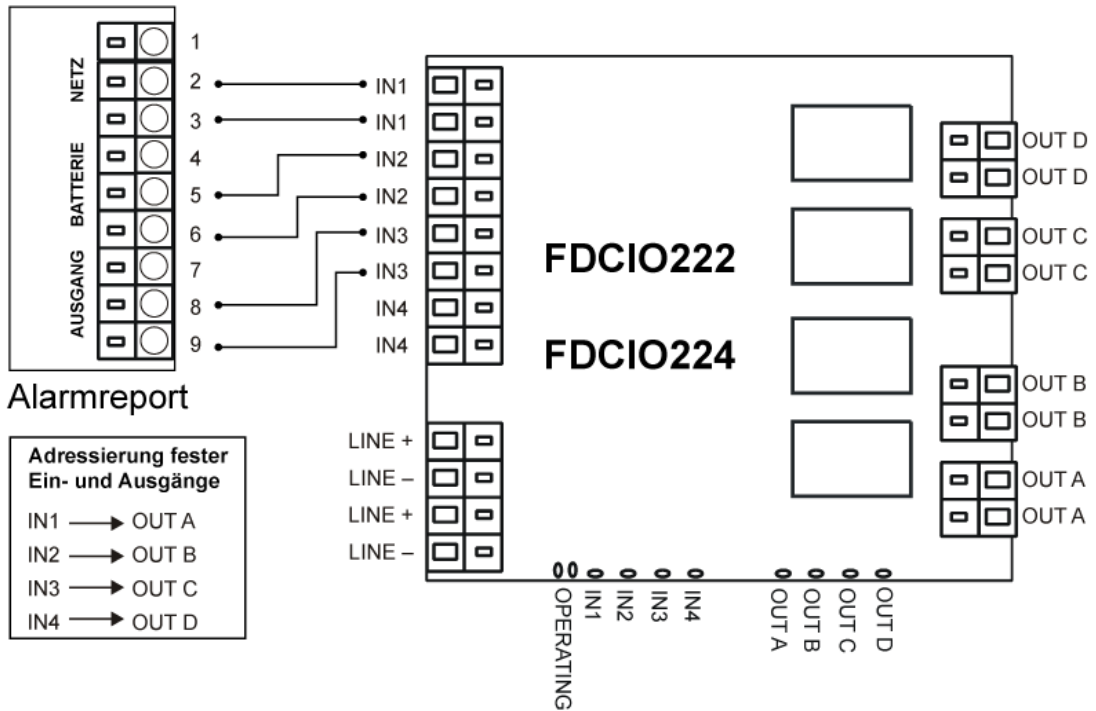 NETZ
BATTERIE
AUSGANG
1
2
3
4
5
6
7
8
9
Alarmreport
Adressierung fester
Ein- und Ausgänge
IN1 → OUT A
IN2 → OUT B
IN3 → OUT C
IN4 → OUT D
IN1
IN1
IN2
IN2
IN3
IN3
IN4
IN4
LINE +
LINE –
LINE +
LINE –
FDCIO222
FDCIO224
OUT D
OUT D
OUT C
OUT C
OUT B
OUT B
OUT A
OUT A
OPERATING
IN1
IN2
IN3
IN4
OUT A
OUT B
OUT C
OUT D